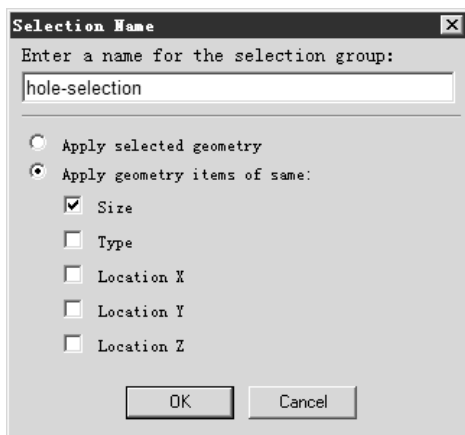 Selection Name
Enter a name for the selection group:
hole-selection
Apply selected geometry
Apply geometry items of same:
Size
Type
Location X
Location Y
Location Z
OK Cancel